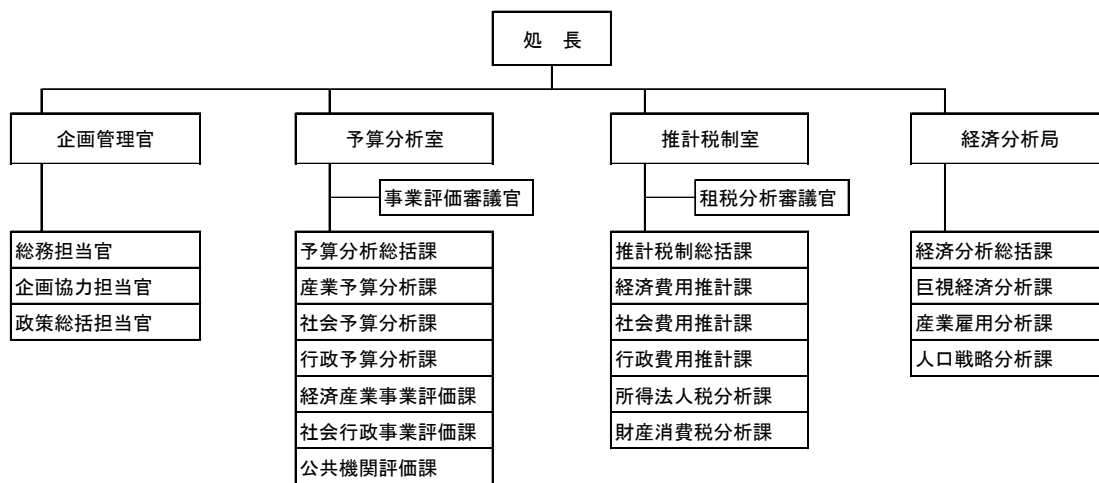 処　長
企画管理官
予算分析室
推計税制室
経済分析局
事業評価審議官
租税分析審議官
総務担当官
企画協力担当官
政策総括担当官
予算分析総括課
産業予算分析課
社会予算分析課
行政予算分析課
経済産業事業評価課
社会行政事業評価課
公共機関評価課
推計税制総括課
経済費用推計課
社会費用推計課
行政費用推計課
所得法人税分析課
財産消費税分析課
経済分析総括課
巨視経済分析課
産業雇用分析課
人口戦略分析課